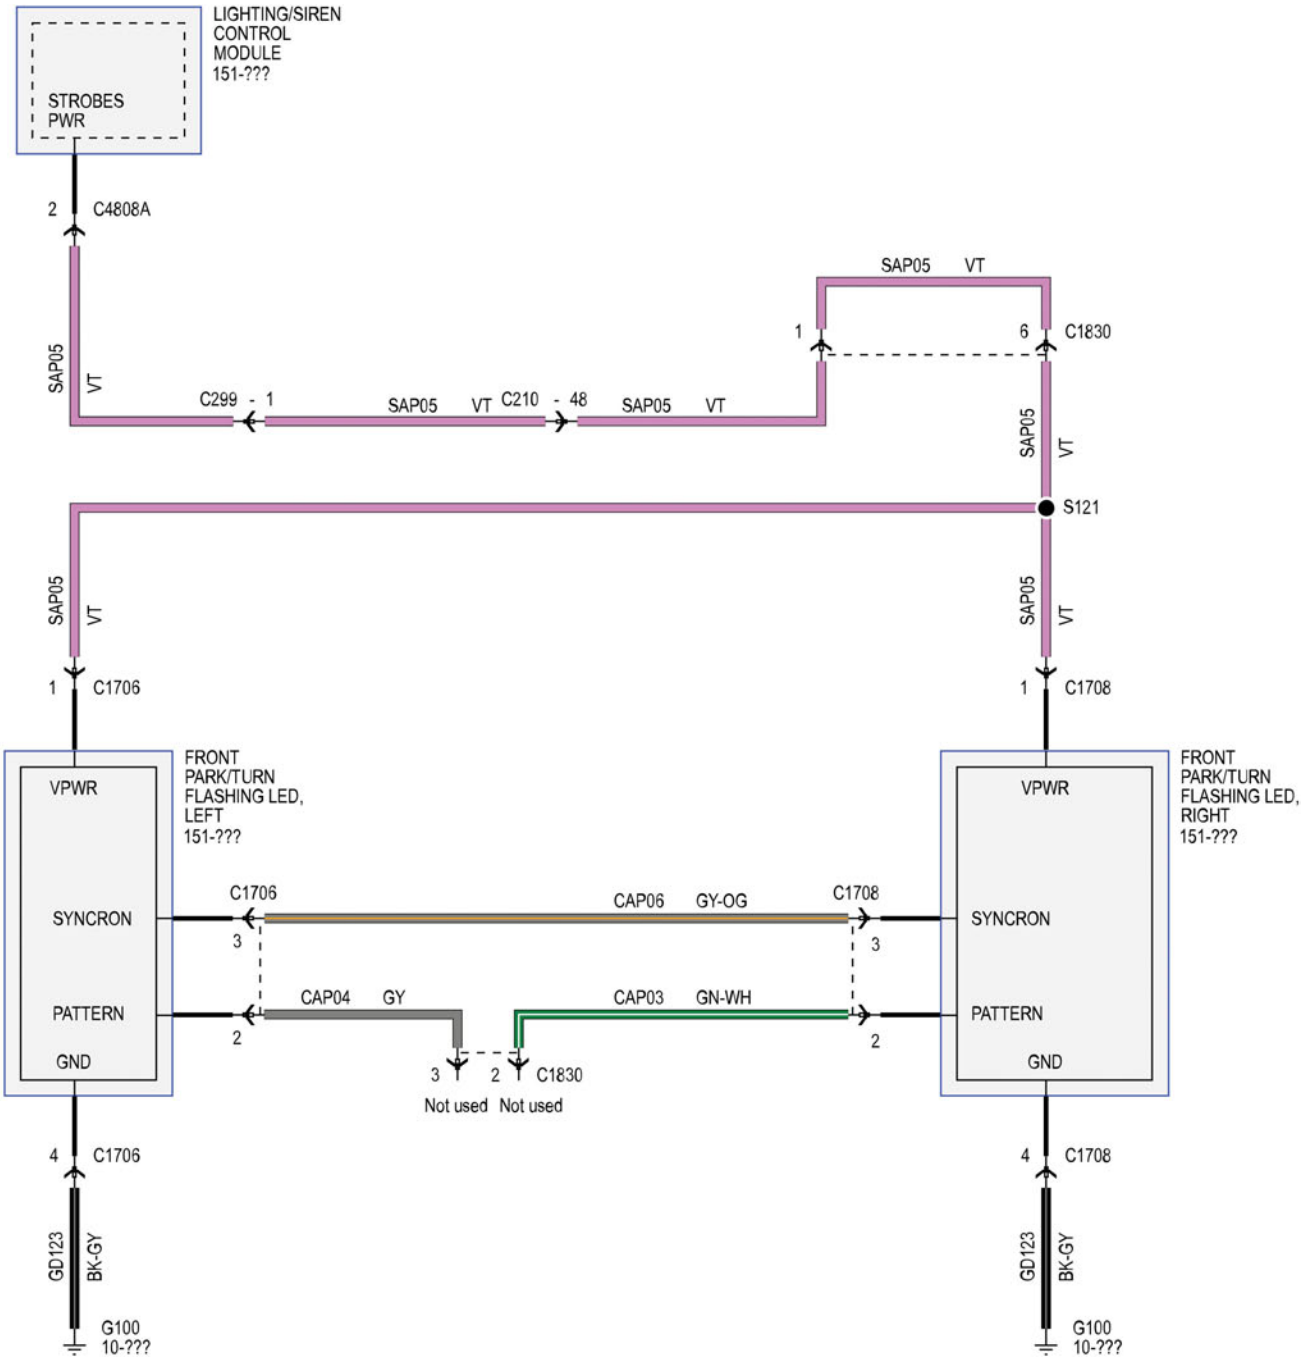 LIGHTING/SIREN
CONTROL
MODULE
151-???
STROBES
PWR
2 C4808A
SAP05 VT
1 6 C1830
SAP05 VT
C299 - 1
SAP05 VT
C210 - 48
SAP05 VT
SAP05 VT
S121
SAP05 VT
SAP05 VT
1 C1706
1 C1708
FRONT
PARK/TURN
FLASHING LED,
LEFT
151-???
FRONT
PARK/TURN
FLASHING LED,
RIGHT
151-???
VPWR
VPWR
C1706
CAP06 GY-OG
C1708
SYNCRON
3
3
SYNCRON
CAP04 GY
CAP03 GN-WH
PATTERN
2
2
PATTERN
GND
GND
3 2 C1830
Not used Not used
4 C1706
4 C1708
GD123 BK-GY
GD123 BK-GY
G100
10-???
G100
10-???